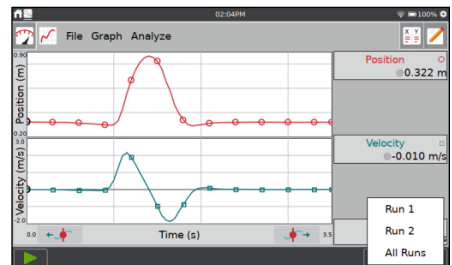 02:04PM 100%
File Graph Analyze X Y
0.90
Position (m)
0.20
Position
0.322 m
3.0
Velocity (m/s)
-2.0
Velocity
-0.010 m/s
0.0 Time (s) 3.5
Run 1
Run 2
All Runs